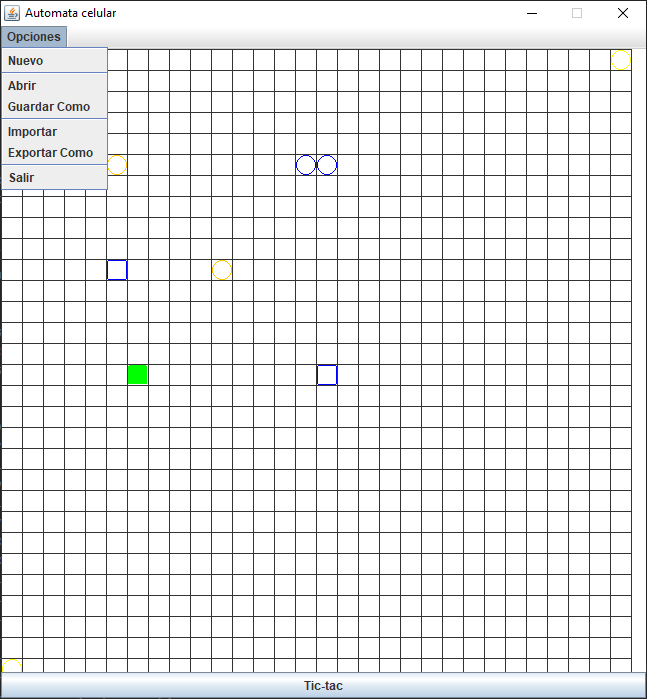 Automata celular
Opciones
Nuevo
Abrir
Guardar Como
Importar
Exportar Como
Salir
Tic-tac